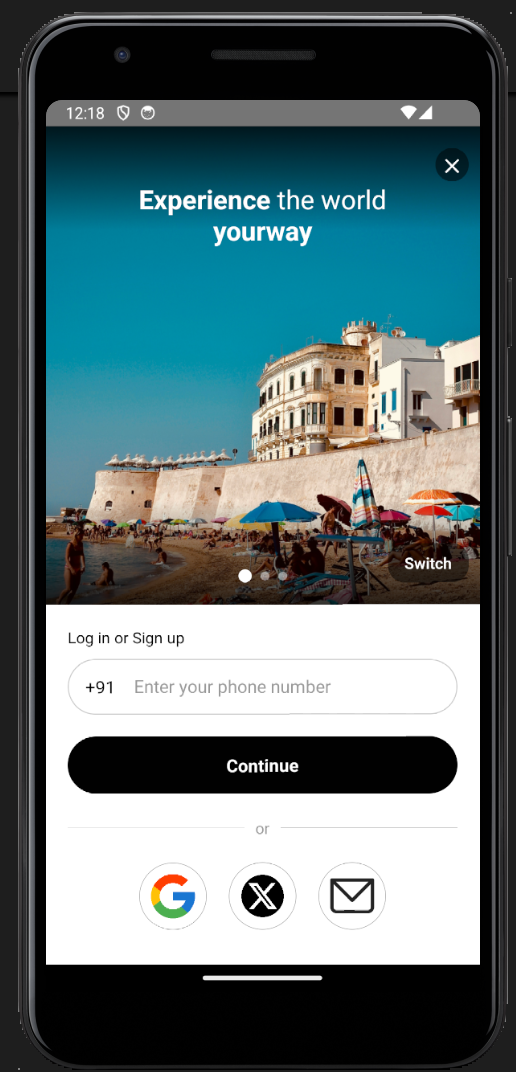 12:18
Experience the world
yourway
Switch
Log in or Sign up
+91 Enter your phone number
Continue
or